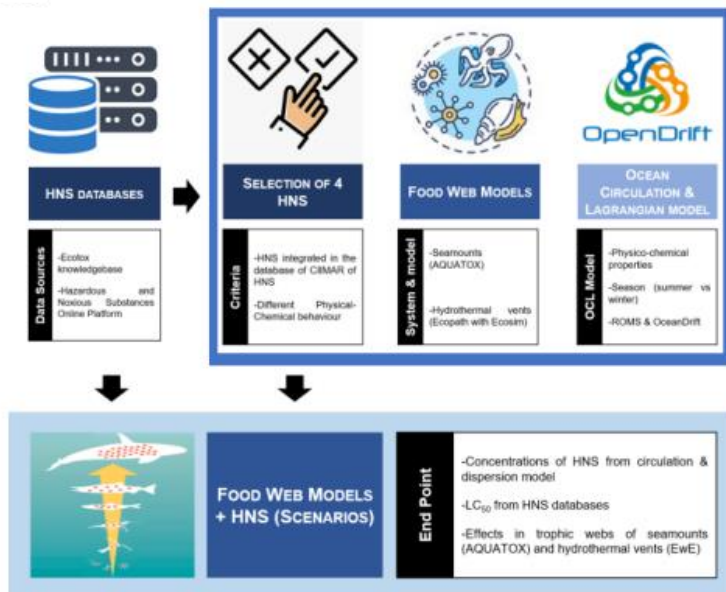 OpenDrift
HNS DATABASES
SELECTION OF 4
HNS
FOOD WEB MODELS
OCEAN
CIRCULATION &
LAGRANGIAN MODEL
Data Sources
-Ecotox
knowledgebase
-Hazardous and
Noxious Substances
Online Platform
Criteria
-HNS integrated in the
database of CIIMAR of
HNS
-Different Physical-
Chemical behaviour
System & model
-Seamounts
(AQUATOX)
-Hydrothermal vents
(Ecopath with Ecosim)
OCL Model
-Physico-chemical
properties
-Season (summer vs
winter)
-ROMS & OceanDrift
FOOD WEB MODELS
+ HNS (SCENARIOS)
End Point
-Concentrations of HNS from circulation &
dispersion model
-LC50 from HNS databases
-Effects in trophic webs of seamounts
(AQUATOX) and hydrothermal vents (EwE)